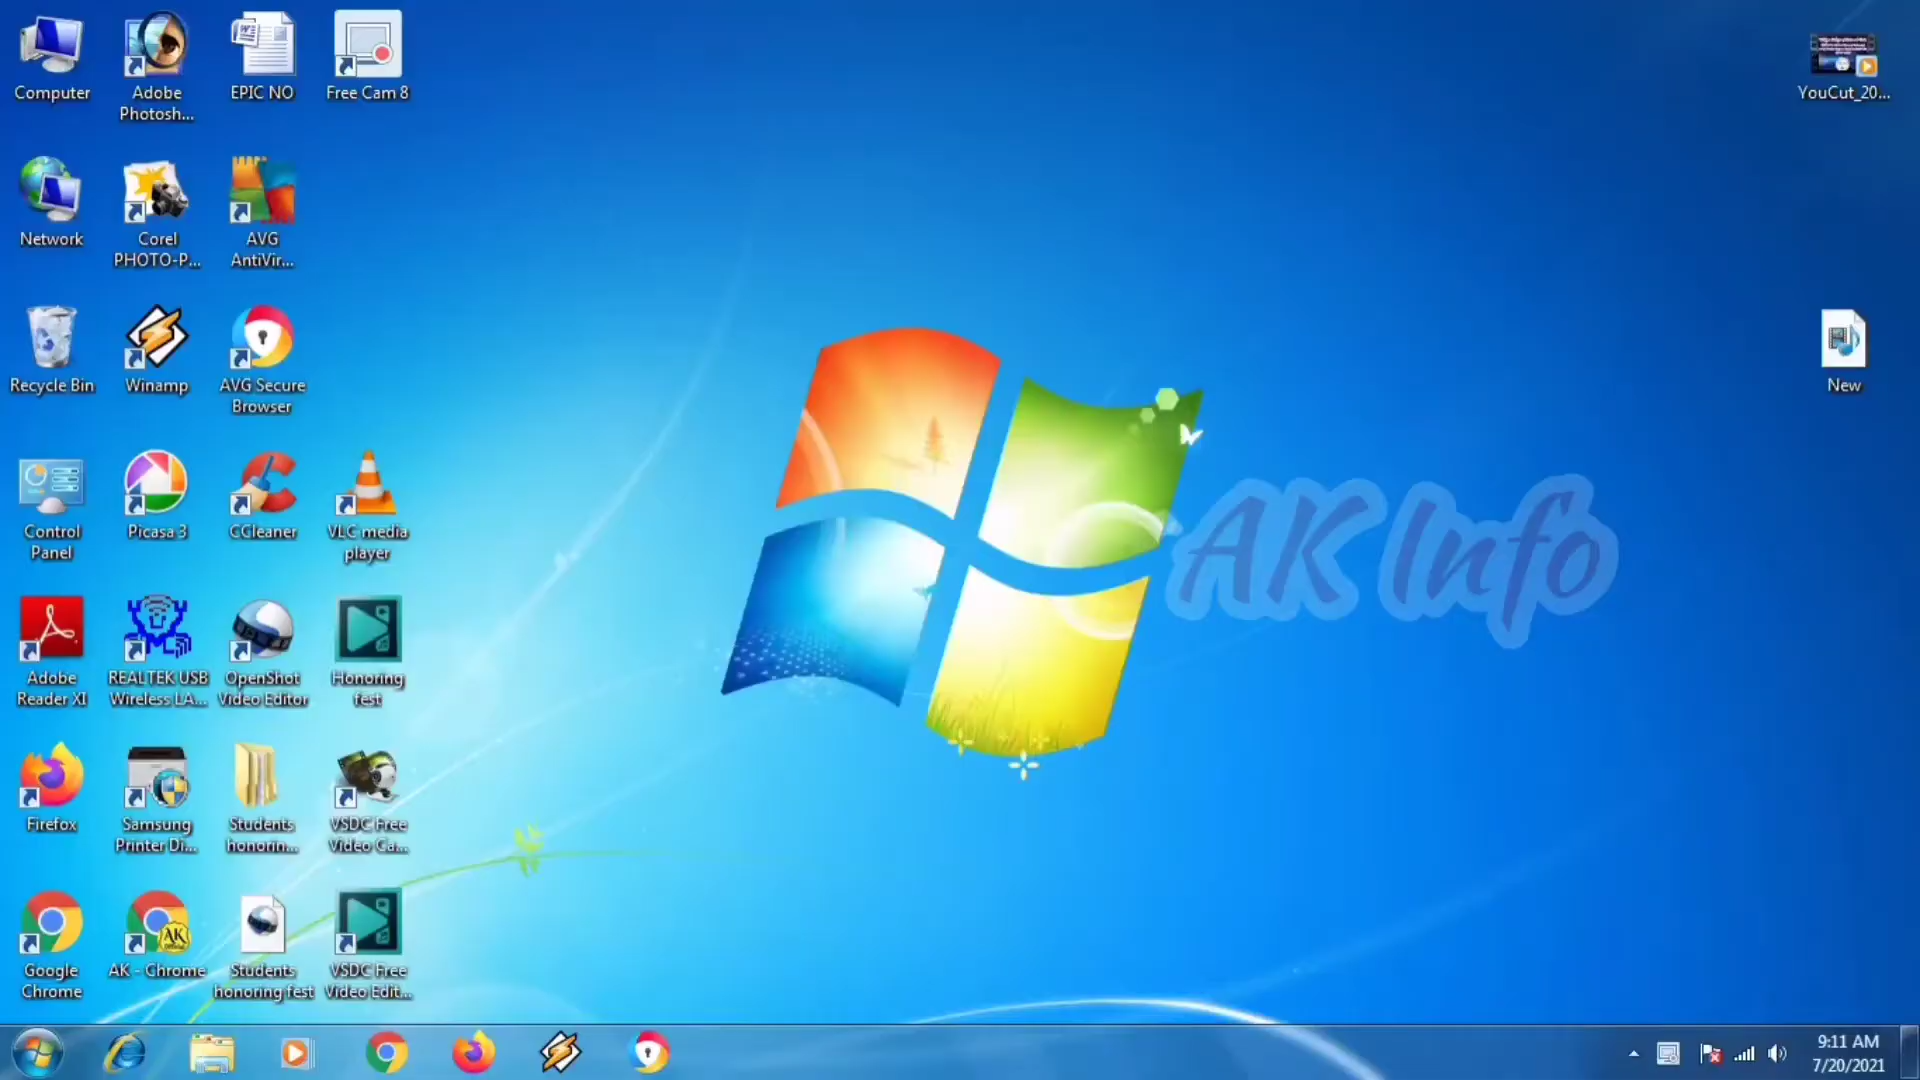 Computer
Adobe
Photosh...
EPIC NO
Free Cam 8
YouCut_20...
Network
Corel
PHOTO-P...
AVG
AntiVir...
Recycle Bin
Winamp
AVG Secure
Browser
New
Control
Panel
Picasa 3
CCleaner
VLC media
player
AK Info
Adobe
Reader XI
REALTEK USB
Wireless LA...
OpenShot
Video Editor
Honoring
fest
Firefox
Samsung
Printer Di...
Students
honorin...
VSDC Free
Video Ca...
Google
Chrome
AK
AK - Chrome
Students
honoring fest
VSDC Free
Video Edit...
9:11 AM
7/20/2021